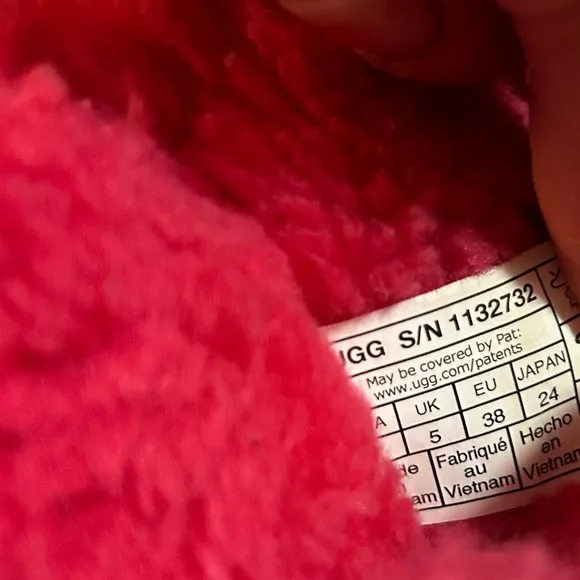 UGG S/N 1132732
May be covered by Pat:
www.ugg.com/patents
UK EU JAPAN
5 38 24
Fabriqué au Vietnam
Hecho en Vietnam